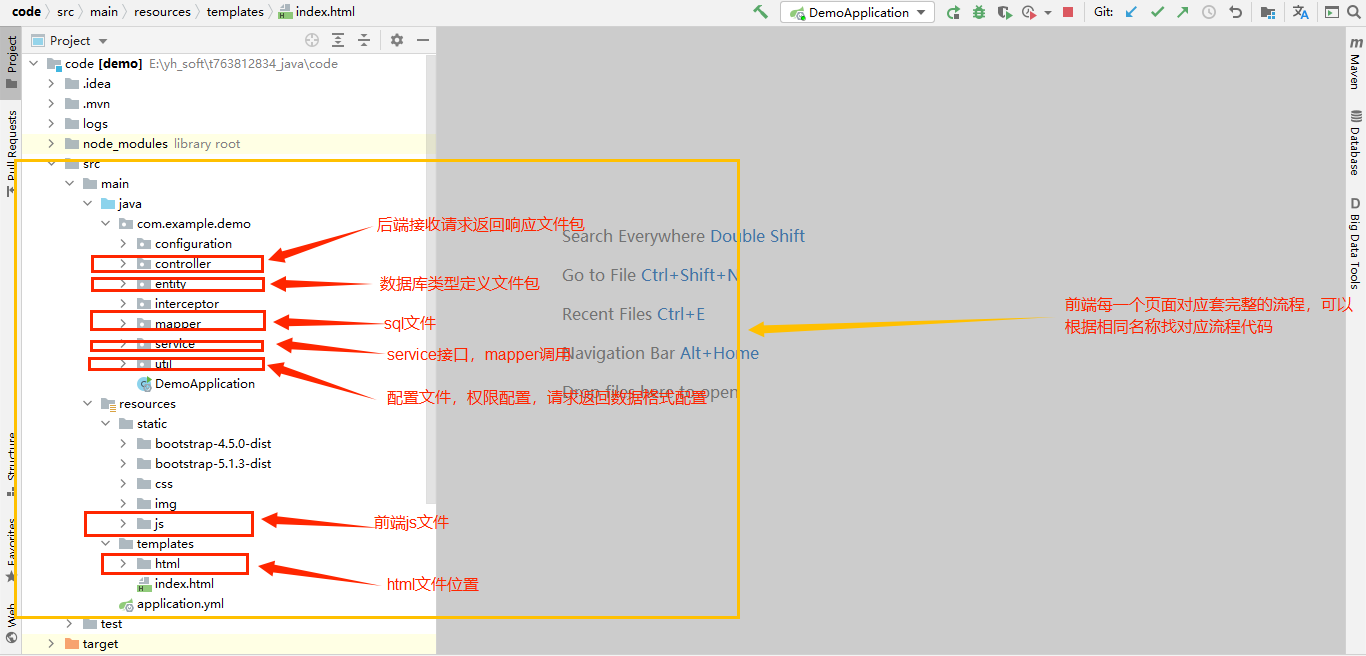 code src main resources templates index.html DemoApplication Git:
Project
code [demo] E:\yh_soft\t763812834_java\code
.idea
.mvn
logs
node_modules library root
src
main
java
com.example.demo
后端接收请求返回响应文件包
configuration
Search Everywhere Double Shift
controller
Go to File Ctrl+Shift+N
entity
数据库类型定义文件包
interceptor
前端每一个页面对应套完整的流程，可以
根据相同名称找对应流程代码
Recent Files Ctrl+E
mapper
sql文件
service
service接口，mapper调用
Navigation Bar Alt+Home
util
DemoApplication
Drop files here to open
配置文件，权限配置，请求返回数据格式配置
resources
static
bootstrap-4.5.0-dist
bootstrap-5.1.3-dist
css
img
js
前端js文件
templates
html
html文件位置
index.html
application.yml
test
target
Project
Pull Requests
Structure
Favorites
Web
m Maven
Database
D Big Data Tools